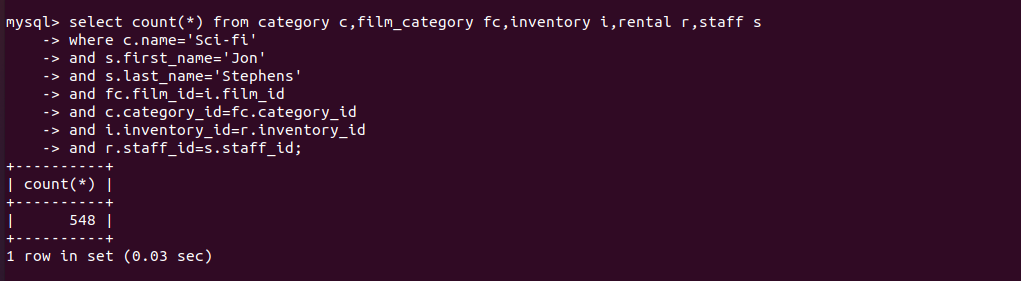 mysql> select count(*) from category c,film_category fc,inventory i,rental r,staff s
    -> where c.name='Sci-fi'
    -> and s.first_name='Jon'
    -> and s.last_name='Stephens'
    -> and fc.film_id=i.film_id
    -> and c.category_id=fc.category_id
    -> and i.inventory_id=r.inventory_id
    -> and r.staff_id=s.staff_id;
+----------+
| count(*) |
+----------+
|      548 |
+----------+
1 row in set (0.03 sec)